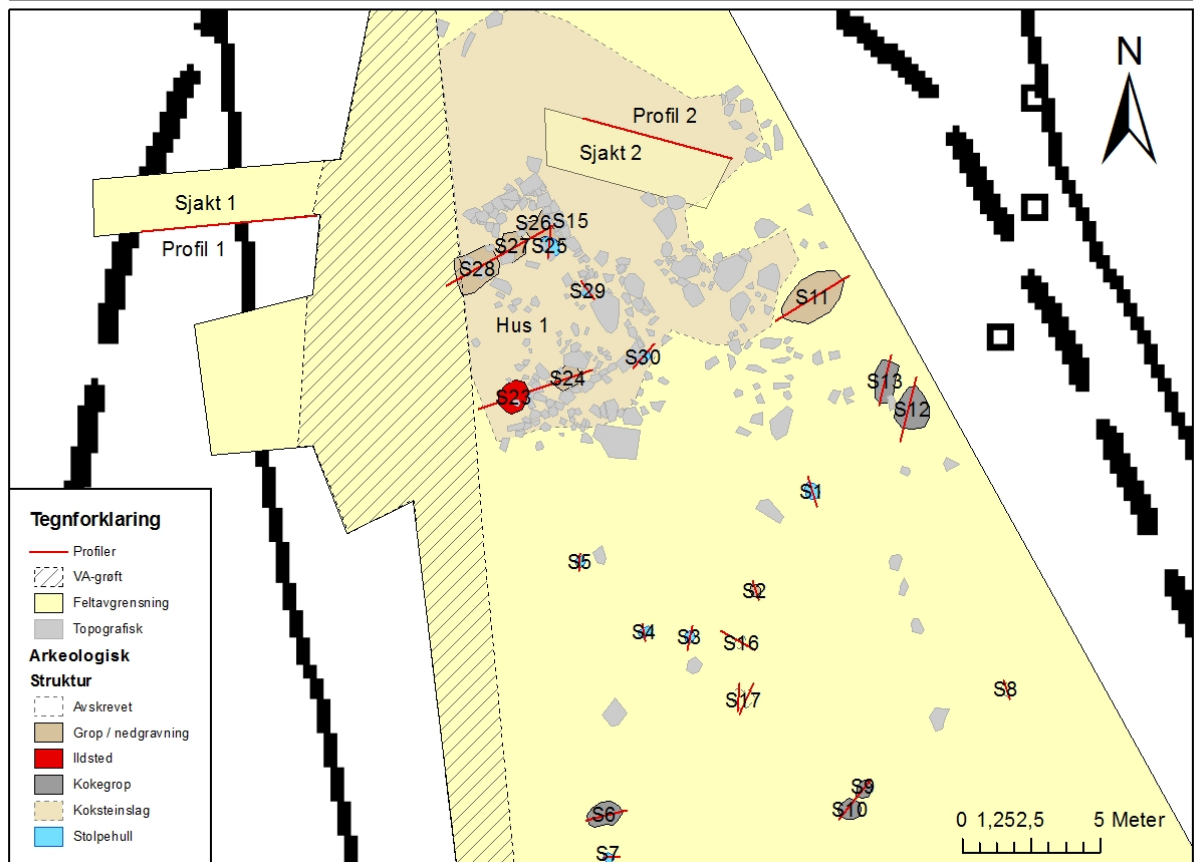 N
Profil 2
Sjakt 2
Sjakt 1
Profil 1
S26
S15
S27
S25
S28
S29
S11
Hus 1
S30
S24
S13
S23
S12
S1
S5
S2
S4
S3
S16
S17
S8
S9
S10
S6
S7
0 1,252,5 5 Meter
Tegnforklaring
Profiler
VA-grøft
Feltavgrensning
Topografisk
Arkeologisk
Struktur
Avskrevet
Grop / nedgravning
Ildsted
Kokegrop
Koksteinslag
Stolpehull